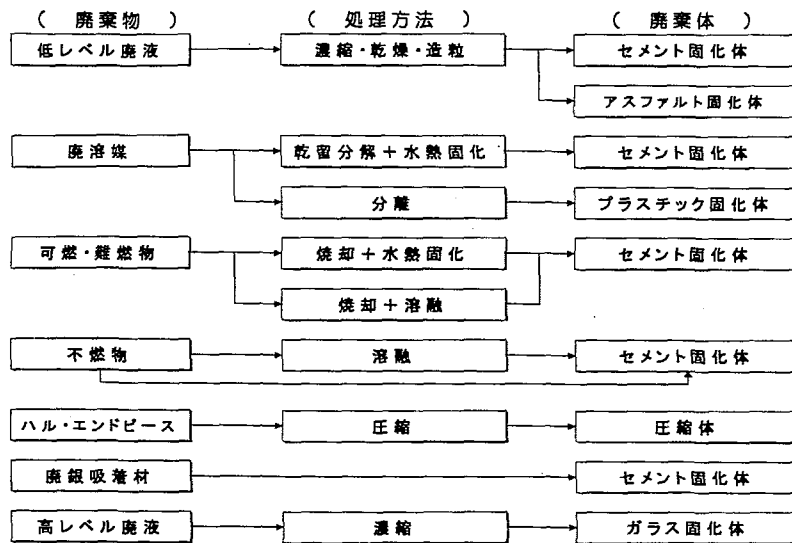 （廃棄物） （処理方法） （廃棄体）
低レベル廃液 濃縮・乾燥・造粒 セメント固化体
アスファルト固化体
廃溶媒 乾留分解＋水熱固化 セメント固化体
分離 プラスチック固化体
可燃・難燃物 焼却＋水熱固化 セメント固化体
焼却＋溶融
不燃物 溶融 セメント固化体
ハル・エンドピース 圧縮 圧縮体
廃銀吸着材 セメント固化体
高レベル廃液 濃縮 ガラス固化体